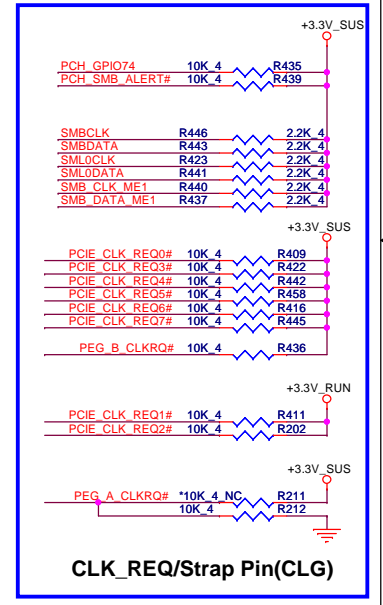 +3.3V_SUS
PCH_GPIO74 10K_4 R435
PCH_SMB_ALERT# 10K_4 R439
SMBCLK R446 2.2K_4
SMBDATA R443 2.2K_4
SML0CLK R423 2.2K_4
SML0DATA R441 2.2K_4
SMB_CLK_ME1 R440 2.2K_4
SMB_DATA_ME1 R437 2.2K_4
+3.3V_SUS
PCIE_CLK_REQ0# 10K_4 R409
PCIE_CLK_REQ3# 10K_4 R422
PCIE_CLK_REQ4# 10K_4 R442
PCIE_CLK_REQ5# 10K_4 R458
PCIE_CLK_REQ6# 10K_4 R416
PCIE_CLK_REQ7# 10K_4 R445
PEG_B_CLKRQ# 10K_4 R436
+3.3V_RUN
PCIE_CLK_REQ1# 10K_4 R411
PCIE_CLK_REQ2# 10K_4 R202
+3.3V_SUS
PEG_A_CLKRQ# *10K_4_NC R211
10K_4 R212
CLK_REQ/Strap Pin(CLG)